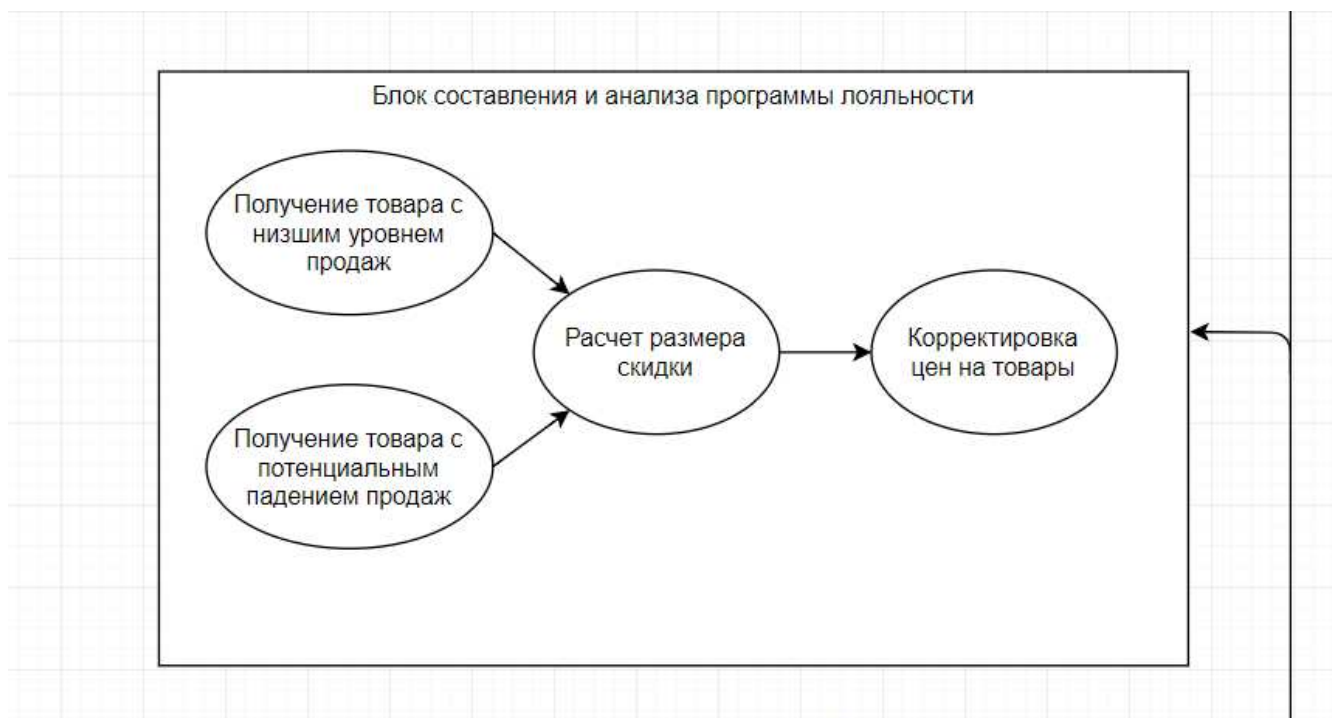 Блок составления и анализа программы лояльности
Получение товара с
низшим уровнем
продаж
Расчет размера
скидки
Корректировка
цен на товары
Получение товара с
потенциальным
падением продаж